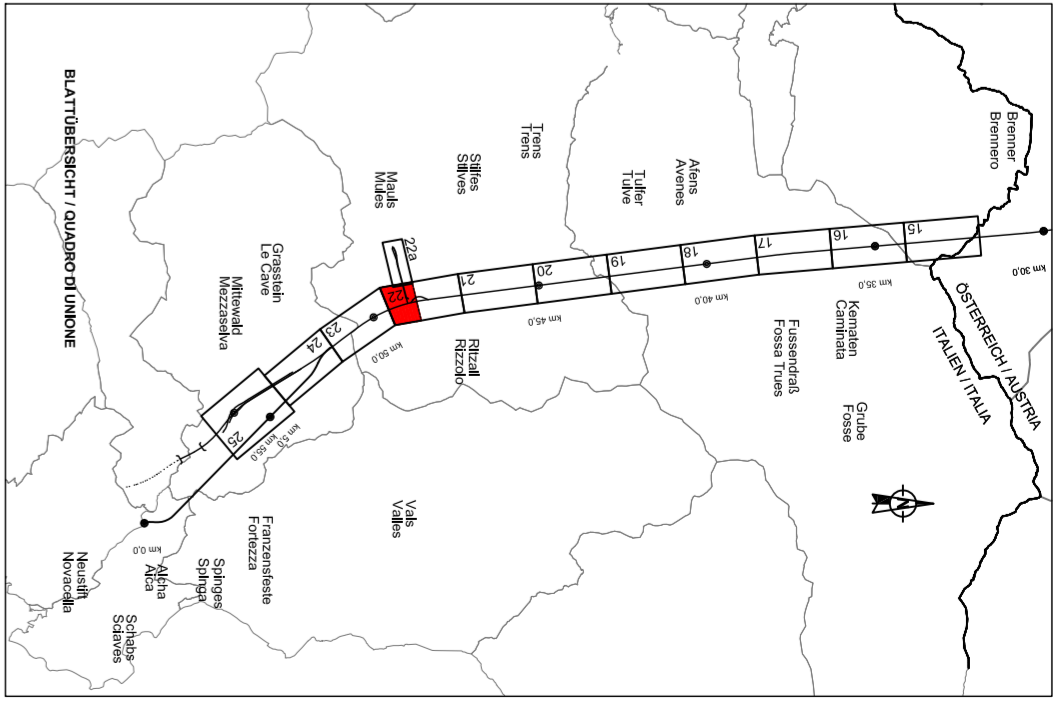 BLATTÜBERSICHT / QUADRO DI UNIONE
Brenner
Brennero
ÖSTERREICH / AUSTRIA
ITALIEN / ITALIA
km 30,0
15
16
km 35,0
17
18
km 40,0
19
20
km 45,0
21
22a
22
23
km 50,0
24
25
km 5,0
km 55,0
km 0,0
Kematen
Caminata
Grube
Fosse
Fussendraß
Fossa Trues
Afens
Avenes
Tulfer
Tulve
Trens
Trens
Stilfes
Stilves
Ritzail
Rizzolo
Mauls
Mules
Vals
Valles
Grasstein
Le Cave
Mittewald
Mezzaselva
Franzensfeste
Fortezza
Spinges
Spinga
Aicha
Aica
Schabs
Sciaves
Neustift
Novacella
N